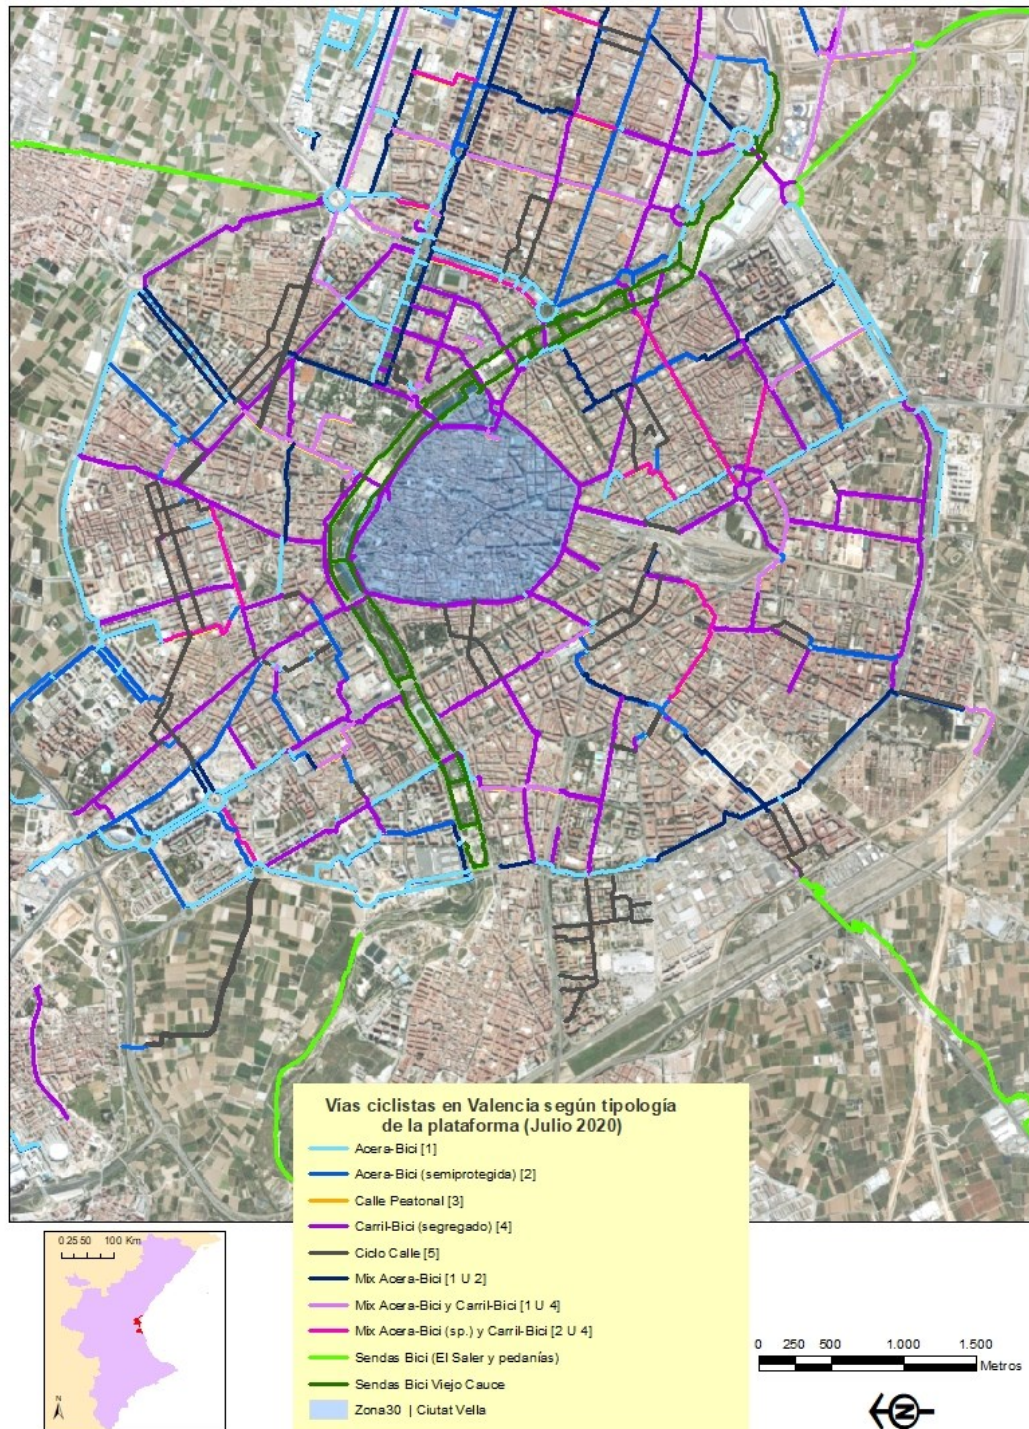 Vías ciclistas en Valencia según tipología
de la plataforma (Julio 2020)
Acera-Bici [1]
Acera-Bici (semiprotegida) [2]
Calle Peatonal [3]
Carril-Bici (segregado) [4]
Ciclo Calle [5]
Mix Acera-Bici [1 U 2]
Mix Acera-Bici y Carril-Bici [1 U 4]
Mix Acera-Bici (sp.) y Carril-Bici [2 U 4]
Sendas Bici (El Saler y pedanías)
Sendas Bici Viejo Cauce
Zona30 | Ciutat Vella
0 25 50 100 Km
N
0 250 500 1.000 1.500
Metros
N